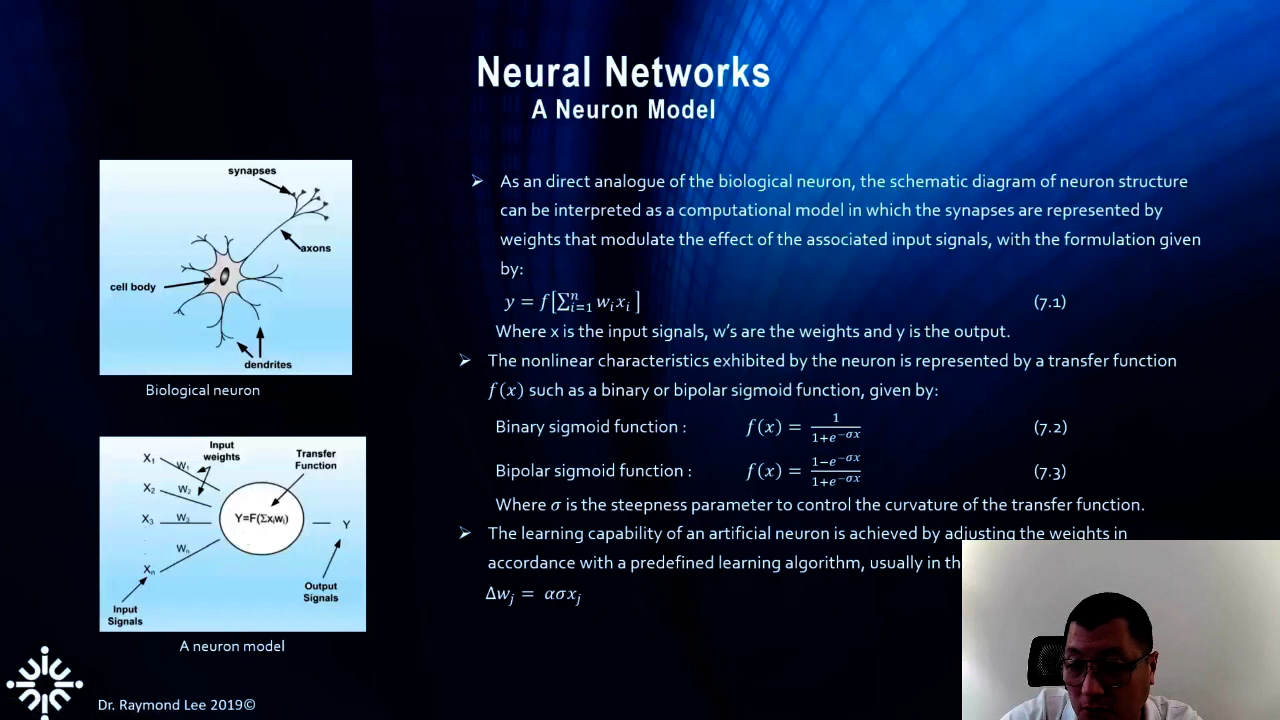 Neural Networks
A Neuron Model
synapses
axons
cell body
dendrites
Biological neuron
Input
weights
Transfer
Function
X1
W1
X2
W2
X3
W3
Y=F(Σxiwi)
Y
Wn
Xn
Input
Signals
Output
Signals
A neuron model
➢ As an direct analogue of the biological neuron, the schematic diagram of neuron structure
can be interpreted as a computational model in which the synapses are represented by
weights that modulate the effect of the associated input signals, with the formulation given
by:
y = f[∑ⁿᵢ₌₁ wᵢxᵢ ] (7.1)
Where x is the input signals, w’s are the weights and y is the output.
➢ The nonlinear characteristics exhibited by the neuron is represented by a transfer function
f(x) such as a binary or bipolar sigmoid function, given by:
Binary sigmoid function : f(x) = 1/(1+e^−σx) (7.2)
Bipolar sigmoid function : f(x) = (1−e^−σx)/(1+e^−σx) (7.3)
Where σ is the steepness parameter to control the curvature of the transfer function.
➢ The learning capability of an artificial neuron is achieved by adjusting the weights in
accordance with a predefined learning algorithm, usually in
Δwⱼ = ασxⱼ
Dr. Raymond Lee 2019©